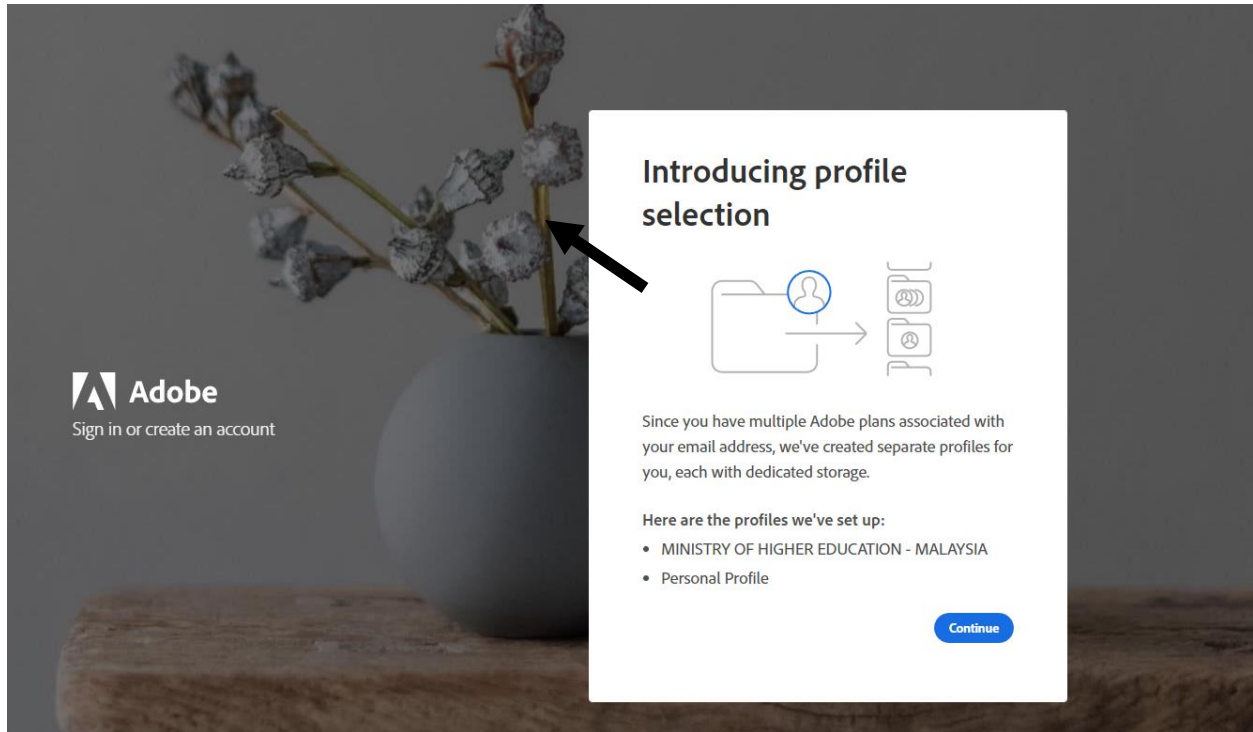 Adobe
Sign in or create an account
Introducing profile
selection
Since you have multiple Adobe plans associated with
your email address, we've created separate profiles for
you, each with dedicated storage.
Here are the profiles we've set up:
• MINISTRY OF HIGHER EDUCATION - MALAYSIA
• Personal Profile
Continue